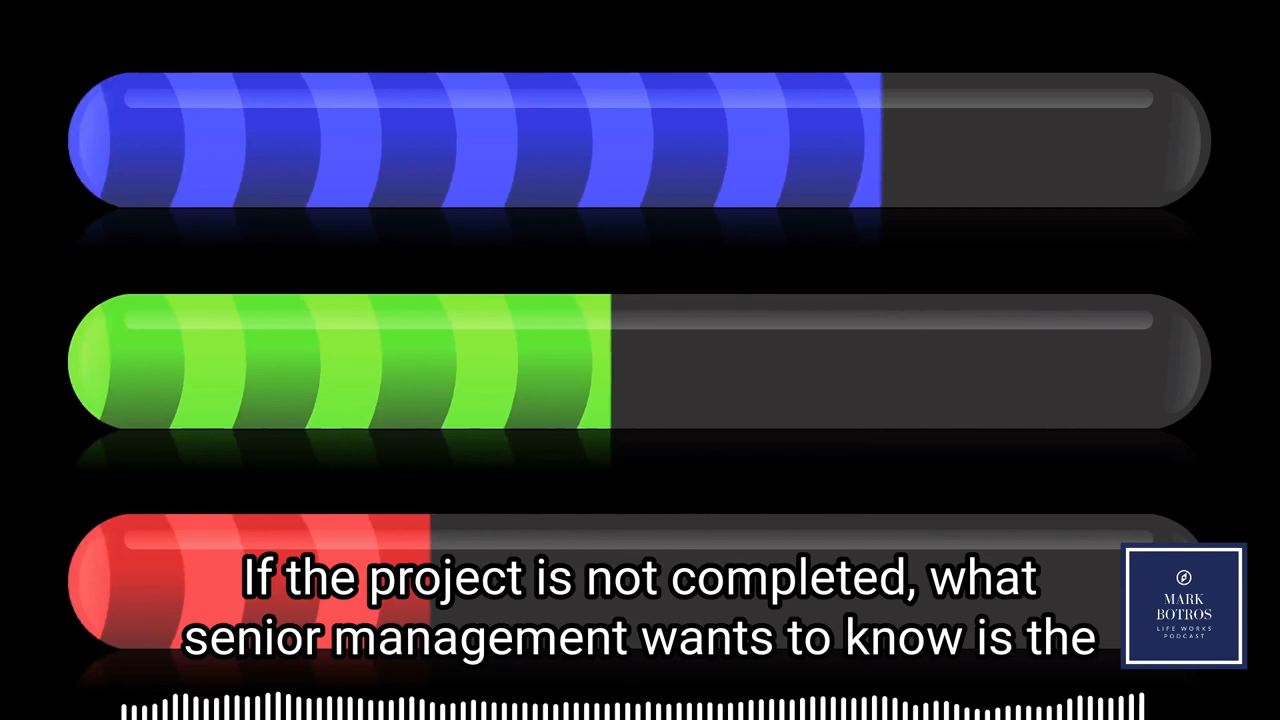 If the project is not completed, what
senior management wants to know is the
MARK
BOTROS
LIFE WORKS
PODCAST